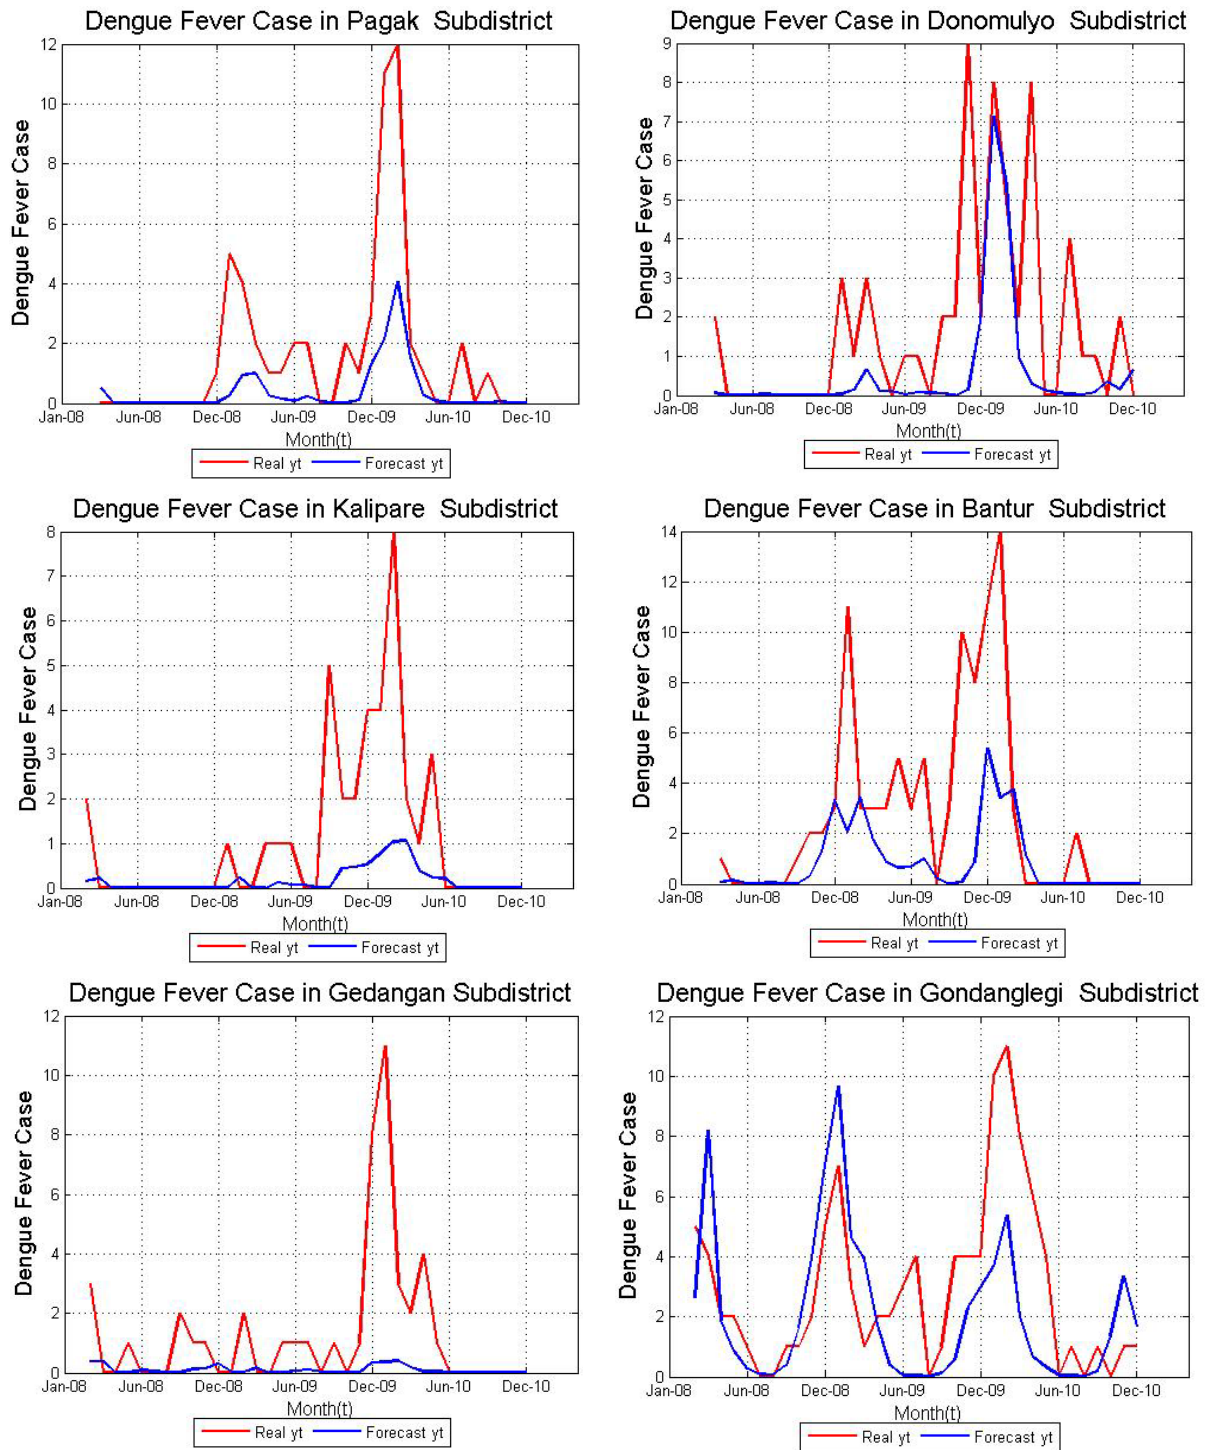 Dengue Fever Case in Pagak Subdistrict
Dengue Fever Case
12
10
8
6
4
2
0
Jan-08 Jun-08 Dec-08 Jun-09 Dec-09 Jun-10 Dec-10
Month(t)
Real yt Forecast yt
Dengue Fever Case in Donomulyo Subdistrict
Dengue Fever Case
9
8
7
6
5
4
3
2
1
0
Jan-08 Jun-08 Dec-08 Jun-09 Dec-09 Jun-10 Dec-10
Month(t)
Real yt Forecast yt
Dengue Fever Case in Kalipare Subdistrict
Dengue Fever Case
8
7
6
5
4
3
2
1
0
Jan-08 Jun-08 Dec-08 Jun-09 Dec-09 Jun-10 Dec-10
Month(t)
Real yt Forecast yt
Dengue Fever Case in Bantur Subdistrict
Dengue Fever Case
14
12
10
8
6
4
2
0
Jan-08 Jun-08 Dec-08 Jun-09 Dec-09 Jun-10 Dec-10
Month(t)
Real yt Forecast yt
Dengue Fever Case in Gedangan Subdistrict
Dengue Fever Case
12
10
8
6
4
2
0
Jan-08 Jun-08 Dec-08 Jun-09 Dec-09 Jun-10 Dec-10
Month(t)
Real yt Forecast yt
Dengue Fever Case in Gondanglegi Subdistrict
Dengue Fever Case
12
10
8
6
4
2
0
Jan-08 Jun-08 Dec-08 Jun-09 Dec-09 Jun-10 Dec-10
Month(t)
Real yt Forecast yt